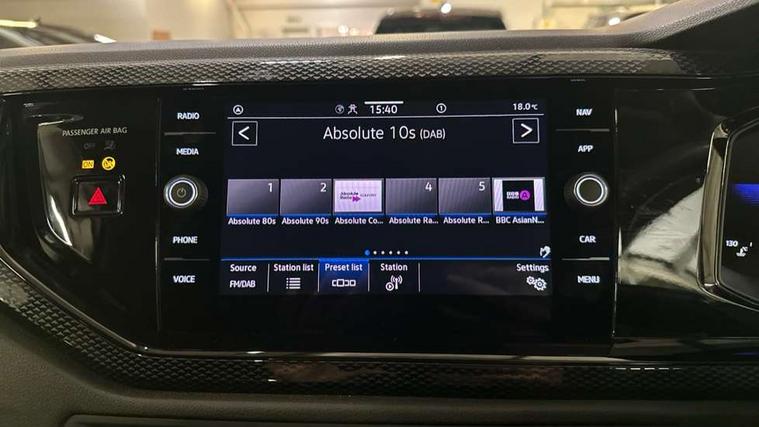 15:40
18.0°C
Absolute 10s (DAB)
1
2
4
5
Absolute 80s
Absolute 90s
Absolute Co...
Absolute Ra...
Absolute R...
BBC AsianN...
Source
Station list
Preset list
Station
Settings
FM/DAB
PASSENGER AIR BAG
OFF
ON
RADIO
MEDIA
PHONE
VOICE
NAV
APP
CAR
MENU
130